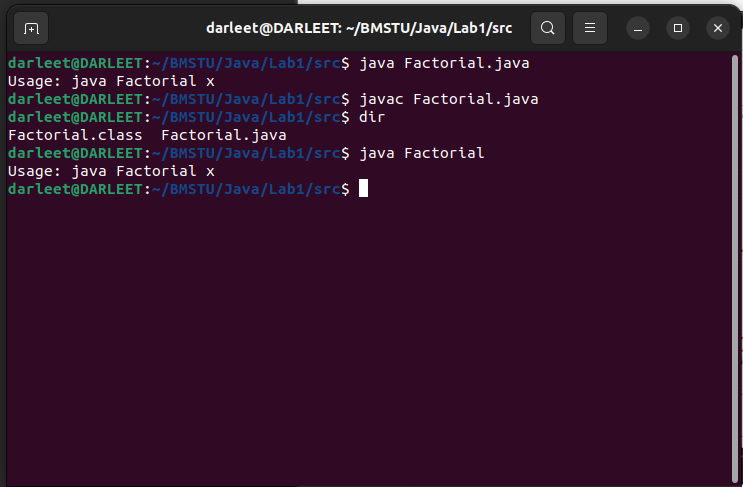 darleet@DARLEET: ~/BMSTU/Java/Lab1/src
darleet@DARLEET:~/BMSTU/Java/Lab1/src$ java Factorial.java
Usage: java Factorial x
darleet@DARLEET:~/BMSTU/Java/Lab1/src$ javac Factorial.java
darleet@DARLEET:~/BMSTU/Java/Lab1/src$ dir
Factorial.class  Factorial.java
darleet@DARLEET:~/BMSTU/Java/Lab1/src$ java Factorial
Usage: java Factorial x
darleet@DARLEET:~/BMSTU/Java/Lab1/src$